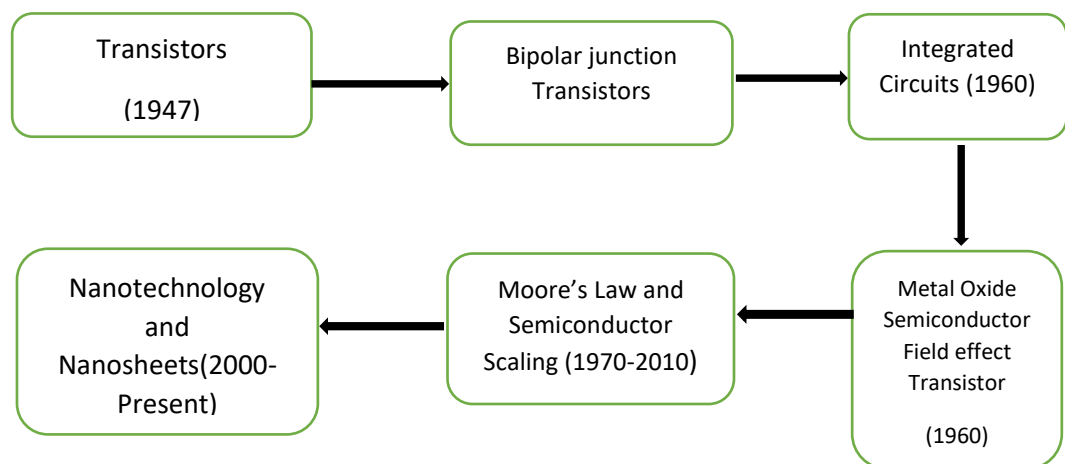 Transistors
(1947)
Bipolar junction
Transistors
Integrated
Circuits (1960)
Metal Oxide
Semiconductor
Field effect
Transistor
(1960)
Moore’s Law and
Semiconductor
Scaling (1970-2010)
Nanotechnology
and
Nanosheets(2000-
Present)